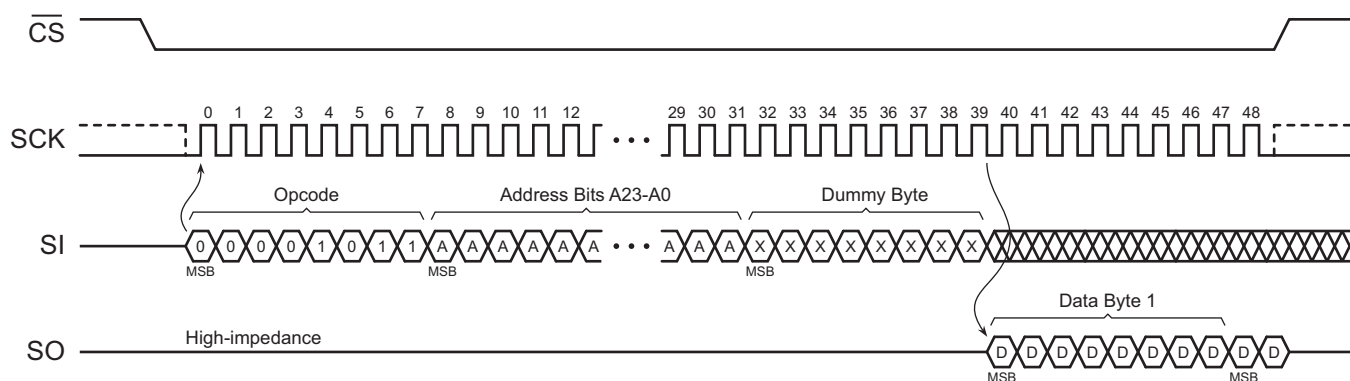 CS
0 1 2 3 4 5 6 7 8 9 10 11 12 29 30 31 32 33 34 35 36 37 38 39 40 41 42 43 44 45 46 47 48
SCK
Opcode Address Bits A23-A0 Dummy Byte
SI 0 0 0 0 1 0 1 1 A A A A A A A A A X X X X X X X X
MSB MSB MSB
Data Byte 1
High-impedance
SO D D D D D D D D D D
MSB MSB